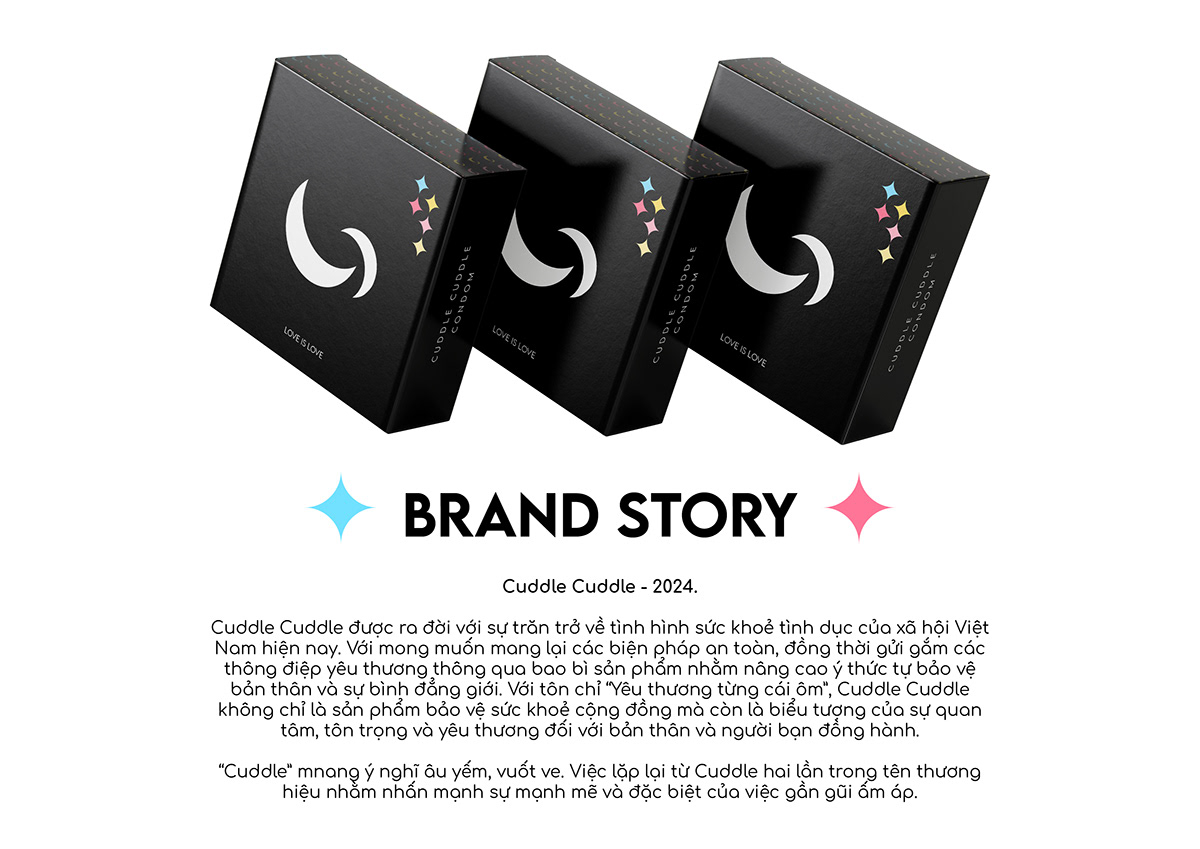 LOVE IS LOVE
CUDDLE CUDDLE
CONDOM
LOVE IS LOVE
CUDDLE CUDDLE
CONDOM
LOVE IS LOVE
CUDDLE CUDDLE
CONDOM
BRAND STORY
Cuddle Cuddle - 2024.
Cuddle Cuddle được ra đời với sự trăn trở về tình hình sức khoẻ tình dục của xã hội Việt
Nam hiện nay. Với mong muốn mang lại các biện pháp an toàn, đồng thời gửi gắm các
thông điệp yêu thương thông qua bao bì sản phẩm nhằm nâng cao ý thức tự bảo vệ
bản thân và sự bình đẳng giới. Với tôn chỉ “Yêu thương từng cái ôm”, Cuddle Cuddle
không chỉ là sản phẩm bảo vệ sức khoẻ cộng đồng mà còn là biểu tượng của sự quan
tâm, tôn trọng và yêu thương đối với bản thân và người bạn đồng hành.
“Cuddle” mnang ý nghĩ âu yếm, vuốt ve. Việc lặp lại từ Cuddle hai lần trong tên thương
hiệu nhằm nhấn mạnh sự mạnh mẽ và đặc biệt của việc gần gũi ấm áp.